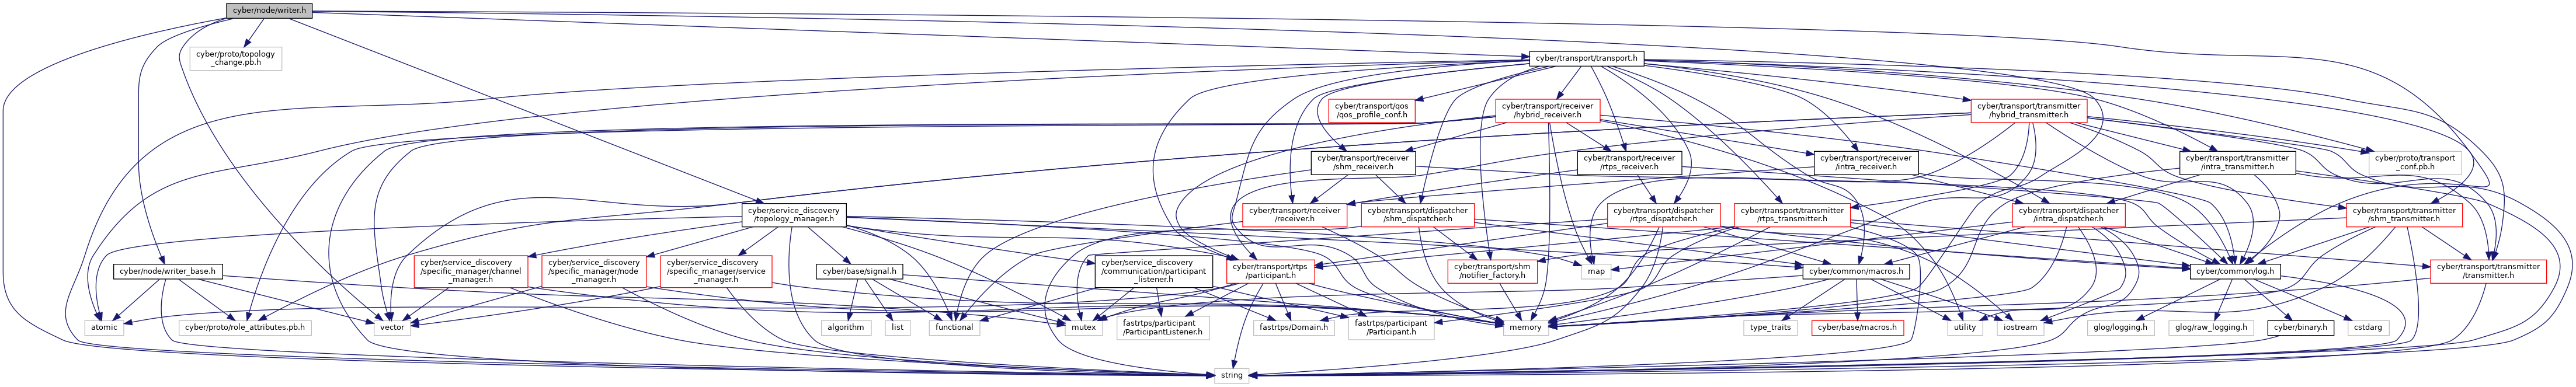 cyber/node/writer.h
cyber/proto/topology
_change.pb.h
cyber/transport/transport.h
cyber/transport/qos
/qos_profile_conf.h
cyber/transport/receiver
/hybrid_receiver.h
cyber/transport/transmitter
/hybrid_transmitter.h
cyber/transport/receiver
/shm_receiver.h
cyber/transport/receiver
/rtps_receiver.h
cyber/transport/receiver
/intra_receiver.h
cyber/transport/transmitter
/intra_transmitter.h
cyber/proto/transport
_conf.pb.h
cyber/service_discovery
/topology_manager.h
cyber/transport/receiver
/receiver.h
cyber/transport/dispatcher
/shm_dispatcher.h
cyber/transport/dispatcher
/rtps_dispatcher.h
cyber/transport/transmitter
/rtps_transmitter.h
cyber/transport/dispatcher
/intra_dispatcher.h
cyber/transport/transmitter
/shm_transmitter.h
cyber/node/writer_base.h
cyber/service_discovery
/specific_manager/channel
_manager.h
cyber/service_discovery
/specific_manager/node
_manager.h
cyber/service_discovery
/specific_manager/service
_manager.h
cyber/base/signal.h
cyber/service_discovery
/communication/participant
_listener.h
cyber/transport/rtps
/participant.h
cyber/transport/shm
/notifier_factory.h
map
cyber/common/macros.h
cyber/common/log.h
cyber/transport/transmitter
/transmitter.h
atomic
cyber/proto/role_attributes.pb.h
vector
algorithm
list
functional
mutex
fastrtps/participant
/ParticipantListener.h
fastrtps/Domain.h
fastrtps/participant
/Participant.h
memory
type_traits
cyber/base/macros.h
utility
iostream
glog/logging.h
glog/raw_logging.h
cyber/binary.h
cstdarg
string